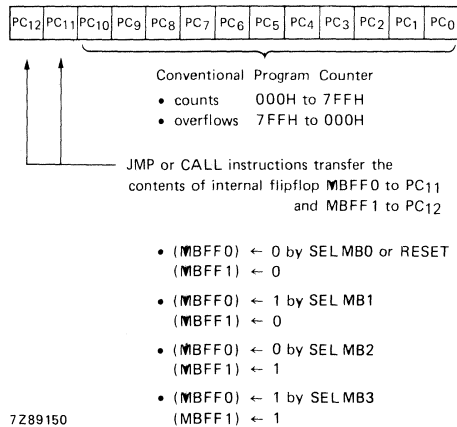 PC12 PC11 PC10 PC9 PC8 PC7 PC6 PC5 PC4 PC3 PC2 PC1 PC0
Conventional Program Counter
• counts 000H to 7FFH
• overflows 7FFH to 000H
JMP or CALL instructions transfer the
contents of internal flipflop MBFF0 to PC11
and MBFF1 to PC12
• (MBFF0) ← 0 by SEL MB0 or RESET
(MBFF1) ← 0
• (MBFF0) ← 1 by SEL MB1
(MBFF1) ← 0
• (MBFF0) ← 0 by SEL MB2
(MBFF1) ← 1
• (MBFF0) ← 1 by SEL MB3
(MBFF1) ← 1
7Z89150